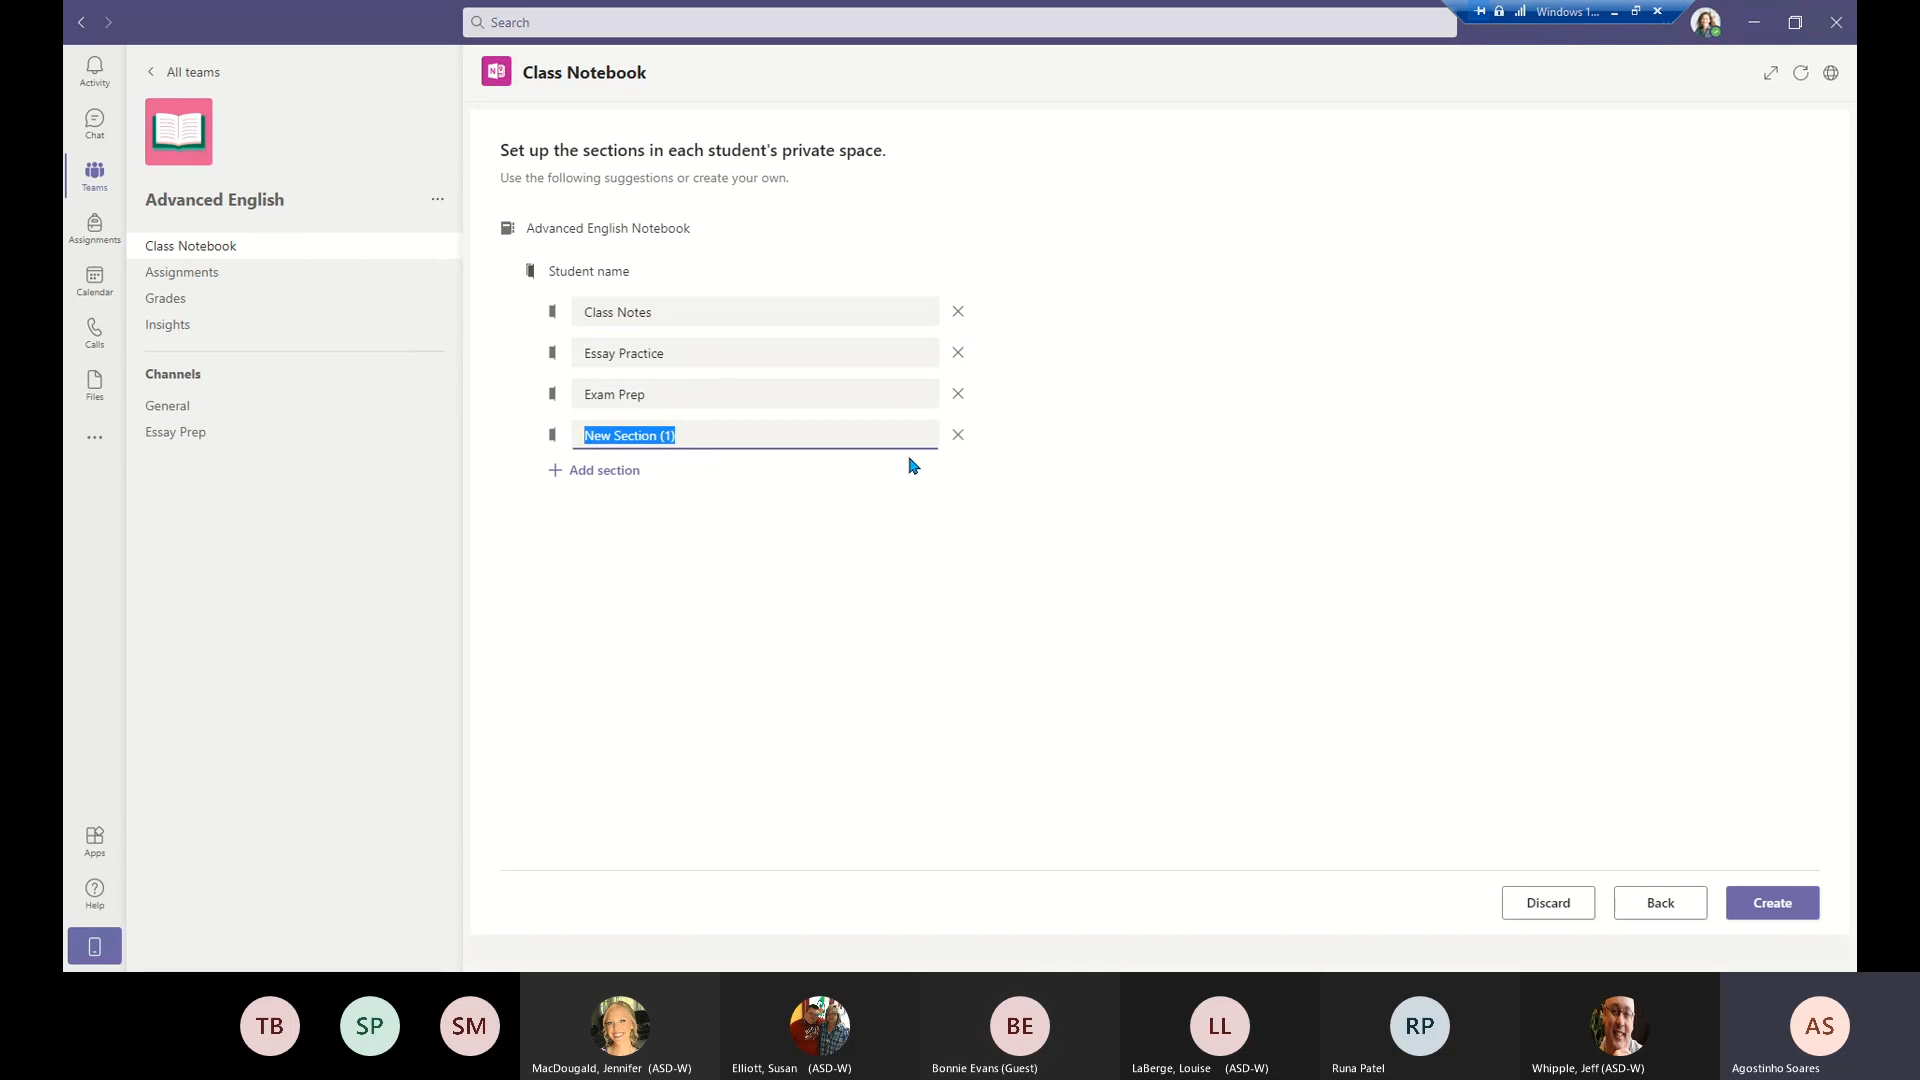 Search
Windows 1...
Activity
Chat
Teams
Assignments
Calendar
Calls
Files
Apps
Help
All teams
Advanced English
Class Notebook
Assignments
Grades
Insights
Channels
General
Essay Prep
Class Notebook
Set up the sections in each student's private space.
Use the following suggestions or create your own.
Advanced English Notebook
Student name
Class Notes
Essay Practice
Exam Prep
New Section (1)
Add section
Discard
Back
Create
TB
SP
SM
MacDougald, Jennifer (ASD-W)
Elliott, Susan (ASD-W)
BE
Bonnie Evans (Guest)
LL
LaBerge, Louise (ASD-W)
RP
Runa Patel
Whipple, Jeff (ASD-W)
AS
Agostinho Soares